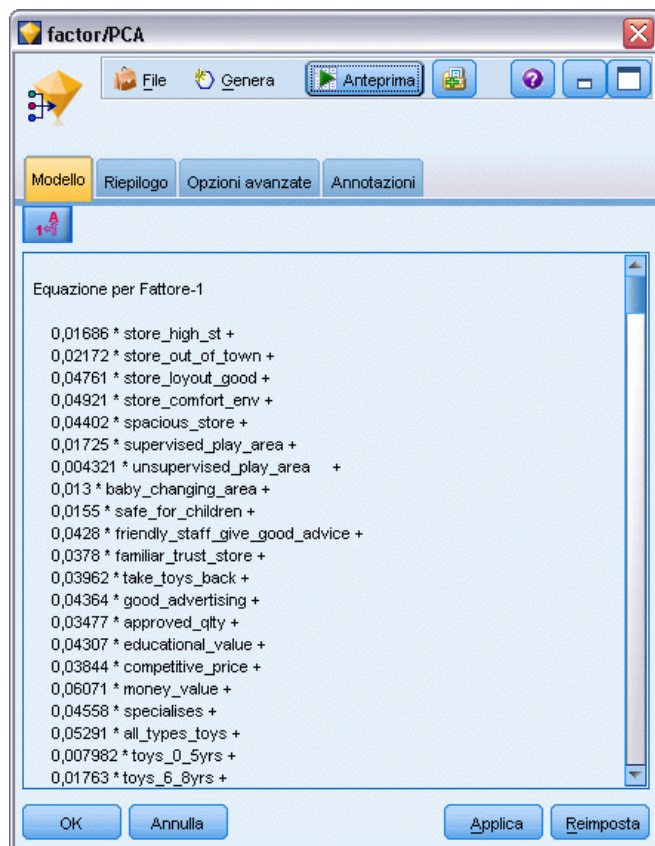 factor/PCA
File Genera Anteprima
Modello Riepilogo Opzioni avanzate Annotazioni
Equazione per Fattore-1
0,01686 * store_high_st +
0,02172 * store_out_of_town +
0,04761 * store_loyout_good +
0,04921 * store_comfort_env +
0,04402 * spacious_store +
0,01725 * supervised_play_area +
0,004321 * unsupervised_play_area +
0,013 * baby_changing_area +
0,0155 * safe_for_children +
0,0428 * friendly_staff_give_good_advice +
0,0378 * familiar_trust_store +
0,03962 * take_toys_back +
0,04364 * good_advertising +
0,03477 * approved_qlty +
0,04307 * educational_value +
0,03844 * competitive_price +
0,06071 * money_value +
0,04558 * specialises +
0,05291 * all_types_toys +
0,007982 * toys_0_5yrs +
0,01763 * toys_6_8yrs +
OK Annulla Applica Reimposta